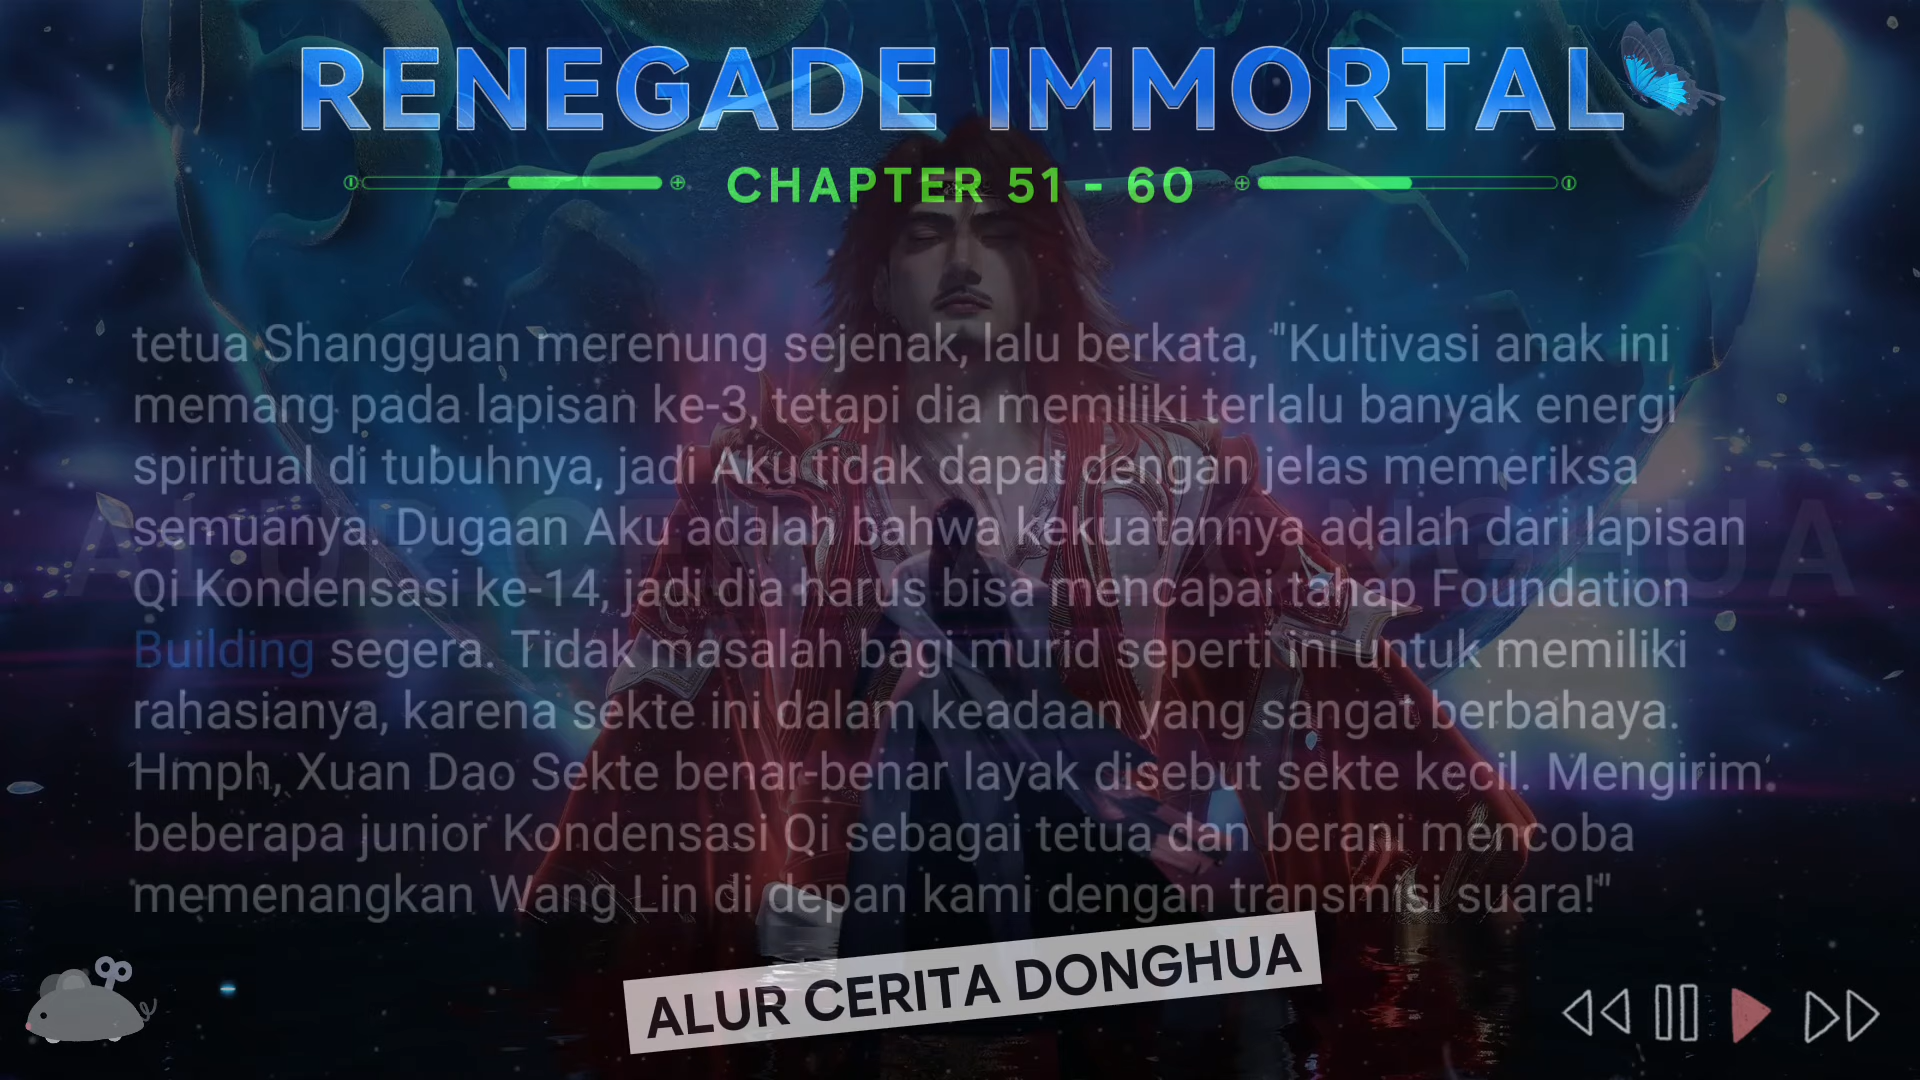 RENEGADE IMMORTAL
CHAPTER 51 - 60
tetua Shangguan merenung sejenak, lalu berkata, "Kultivasi anak ini
memang pada lapisan ke-3, tetapi dia memiliki terlalu banyak energi
spiritual di tubuhnya, jadi Aku tidak dapat dengan jelas memeriksa
semuanya. Dugaan Aku adalah bahwa kekuatannya adalah dari lapisan
Qi Kondensasi ke-14, jadi dia harus bisa mencapai tahap Foundation
Building segera. Tidak masalah bagi murid seperti ini untuk memiliki
rahasianya, karena sekte ini dalam keadaan yang sangat berbahaya.
Hmph, Xuan Dao Sekte benar-benar layak disebut sekte kecil. Mengirim
beberapa junior Kondensasi Qi sebagai tetua dan berani mencoba
memenangkan Wang Lin di depan kami dengan transmisi suara!"
ALUR CERITA DONGHUA
ALUR CERITA DONGHUA